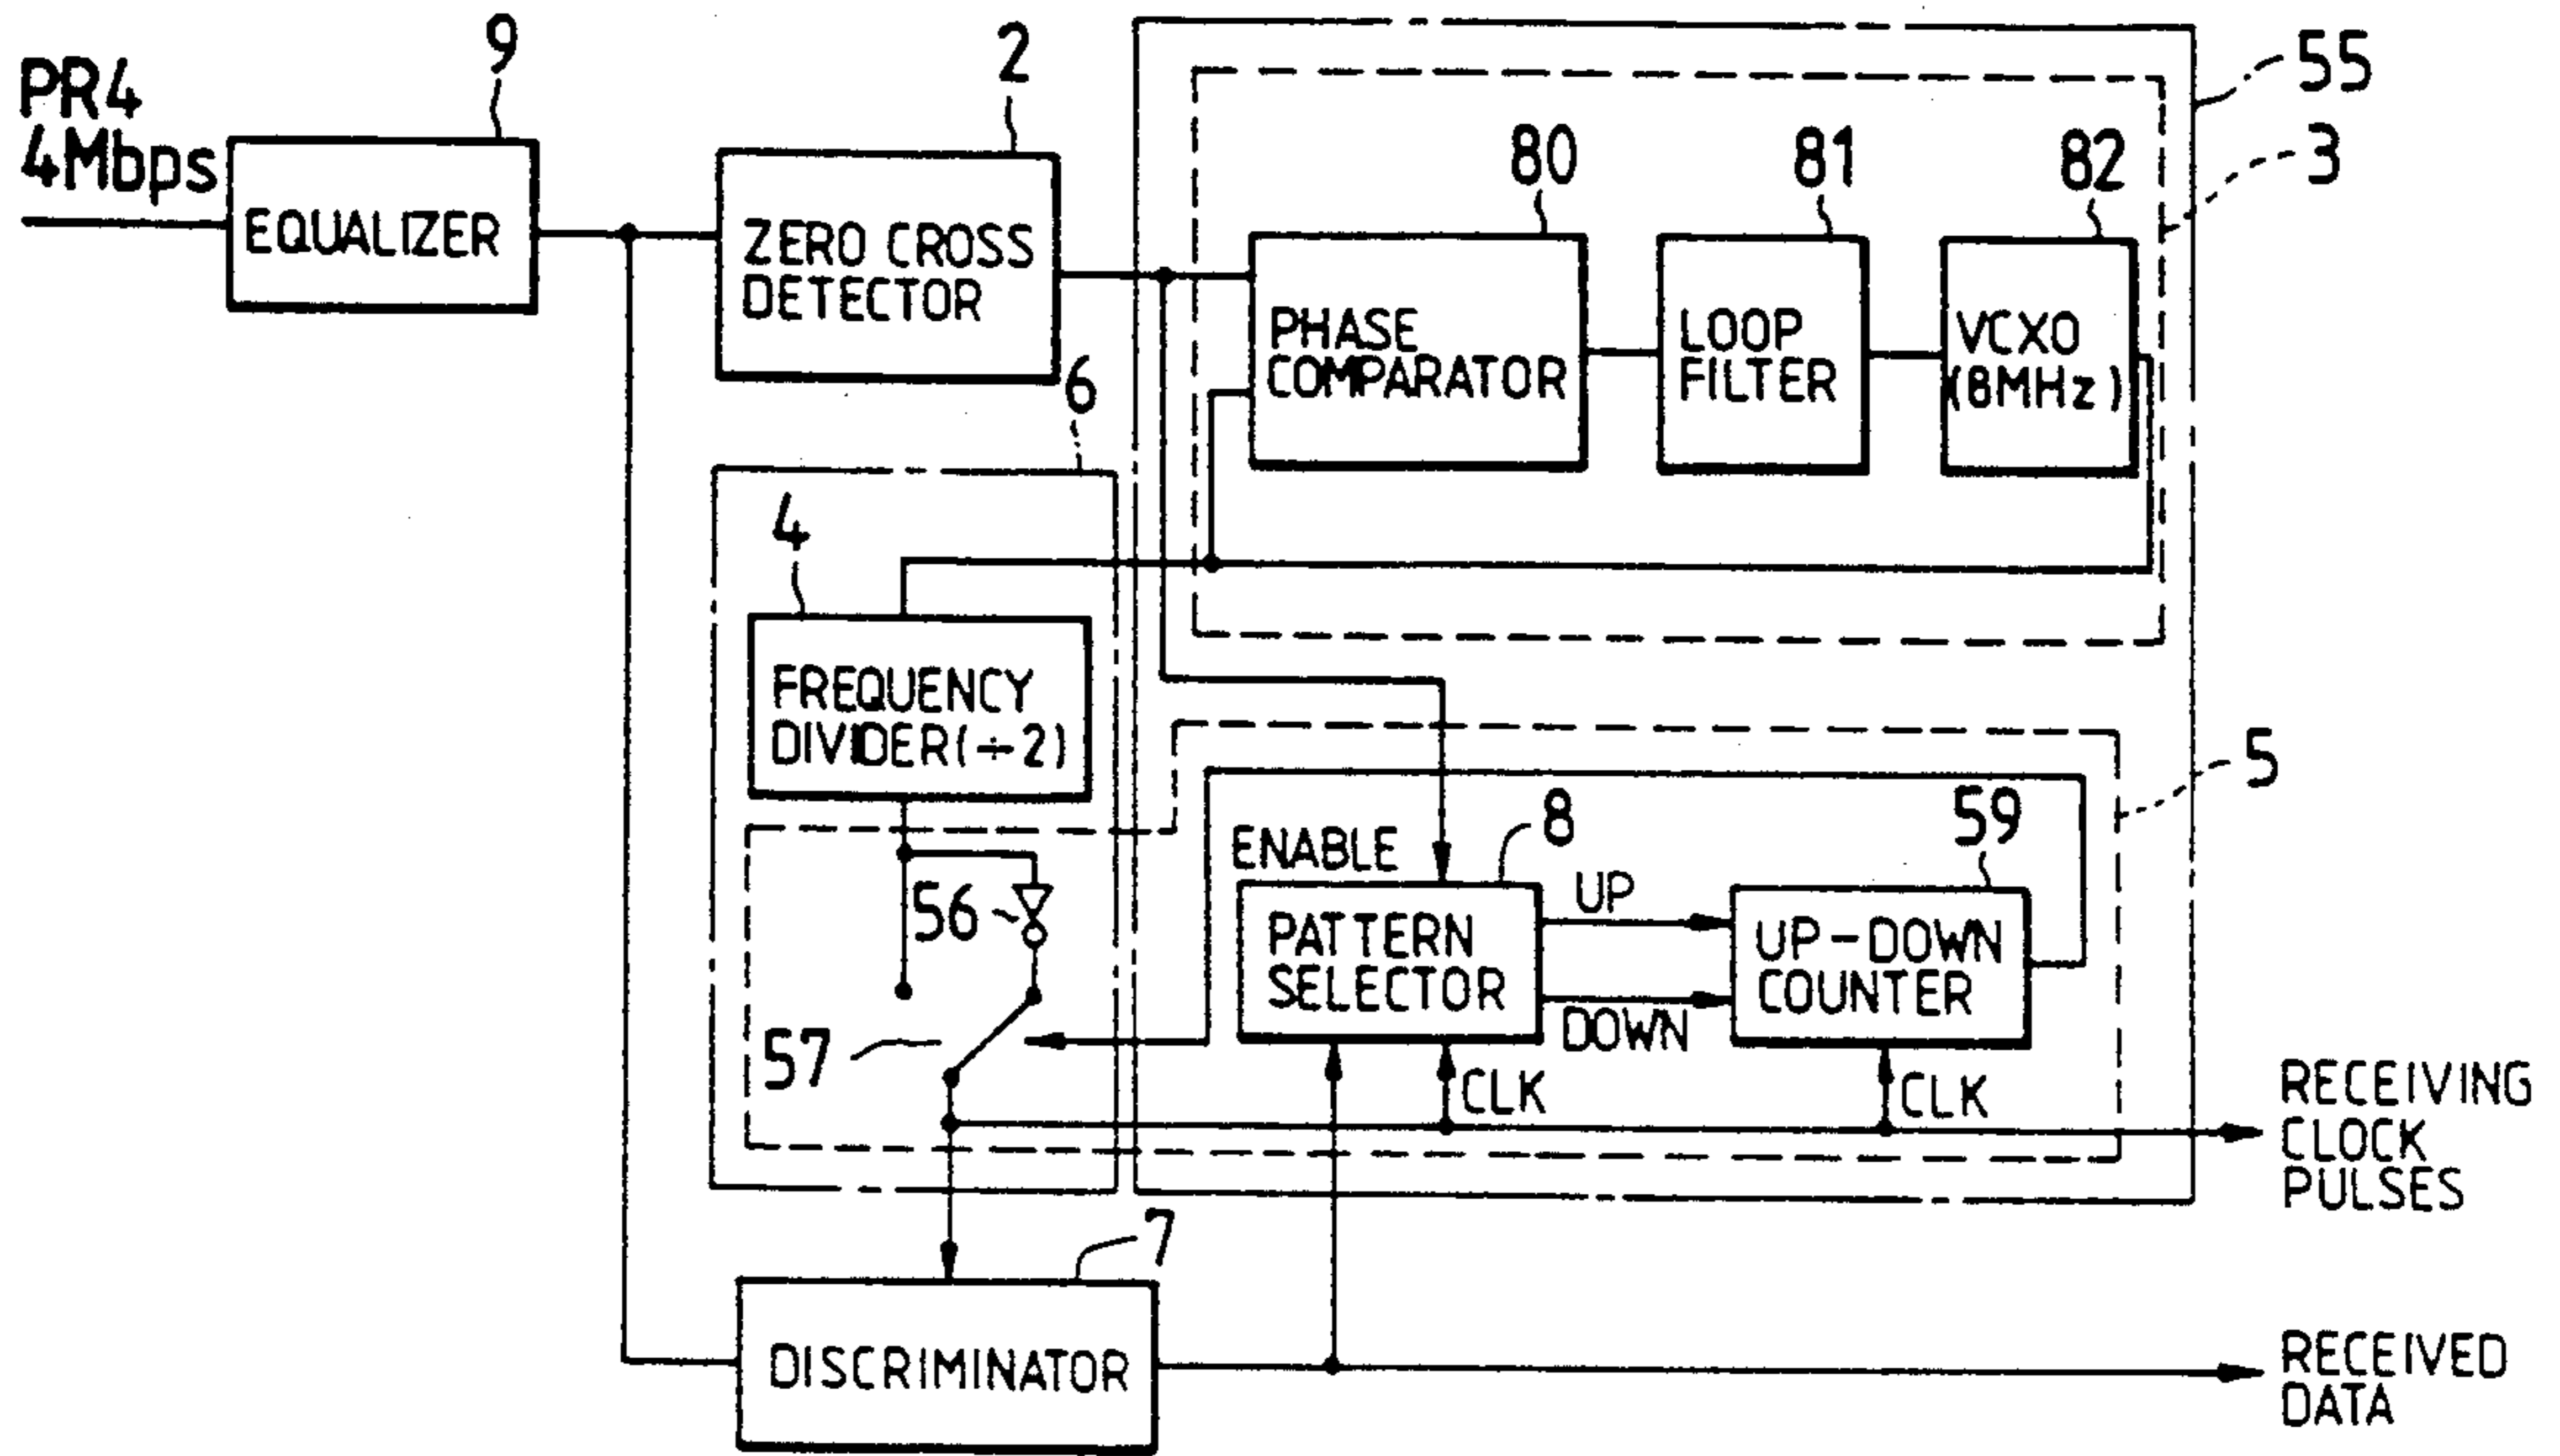 PR4
4Mbps
9
EQUALIZER
2
ZERO CROSS
DETECTOR
55
3
80
PHASE
COMPARATOR
81
LOOP
FILTER
82
VCXO
(8MHz)
6
4
FREQUENCY
DIVIDER(÷2)
5
56
57
ENABLE
8
PATTERN
SELECTOR
UP
DOWN
59
UP-DOWN
COUNTER
CLK
CLK
RECEIVING
CLOCK
PULSES
7
DISCRIMINATOR
RECEIVED
DATA